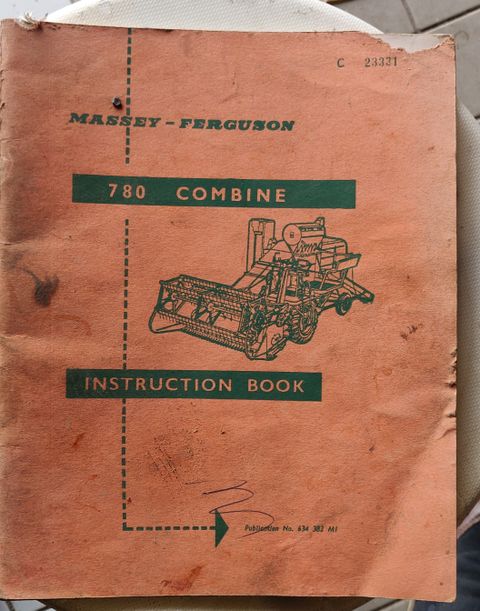 C 23331
MASSEY-FERGUSON
780 COMBINE
INSTRUCTION BOOK
Publication No. 634 382 M1